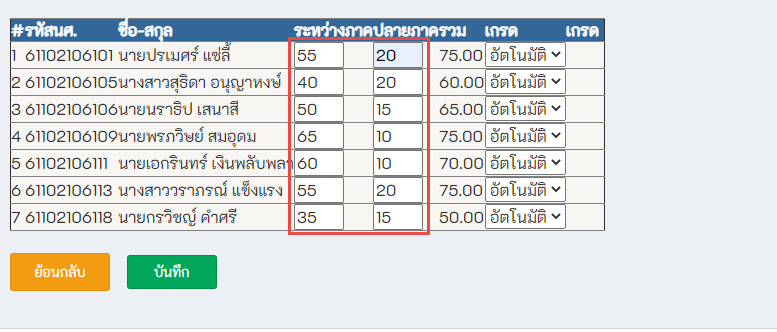 # รหัสนศ. ชื่อ-สกุล ระหว่างภาค ปลายภาค รวม เกรด เกรด
1 61102106101 นายปรเมศร์ แซ่ลี้ 55 20 75.00 อัตโนมัติ
2 61102106105 นางสาวสุธิดา อนุญาหงษ์ 40 20 60.00 อัตโนมัติ
3 61102106106 นายนราธิป เสนาสี 50 15 65.00 อัตโนมัติ
4 61102106109 นายพรภวิษย์ สมอุดม 65 10 75.00 อัตโนมัติ
5 61102106111 นายเอกรินทร์ เงินพลับพลา 60 10 70.00 อัตโนมัติ
6 61102106113 นางสาววราภรณ์ แข็งแรง 55 20 75.00 อัตโนมัติ
7 61102106118 นายกรวิชญ์ คำศรี 35 15 50.00 อัตโนมัติ
ย้อนกลับ บันทึก